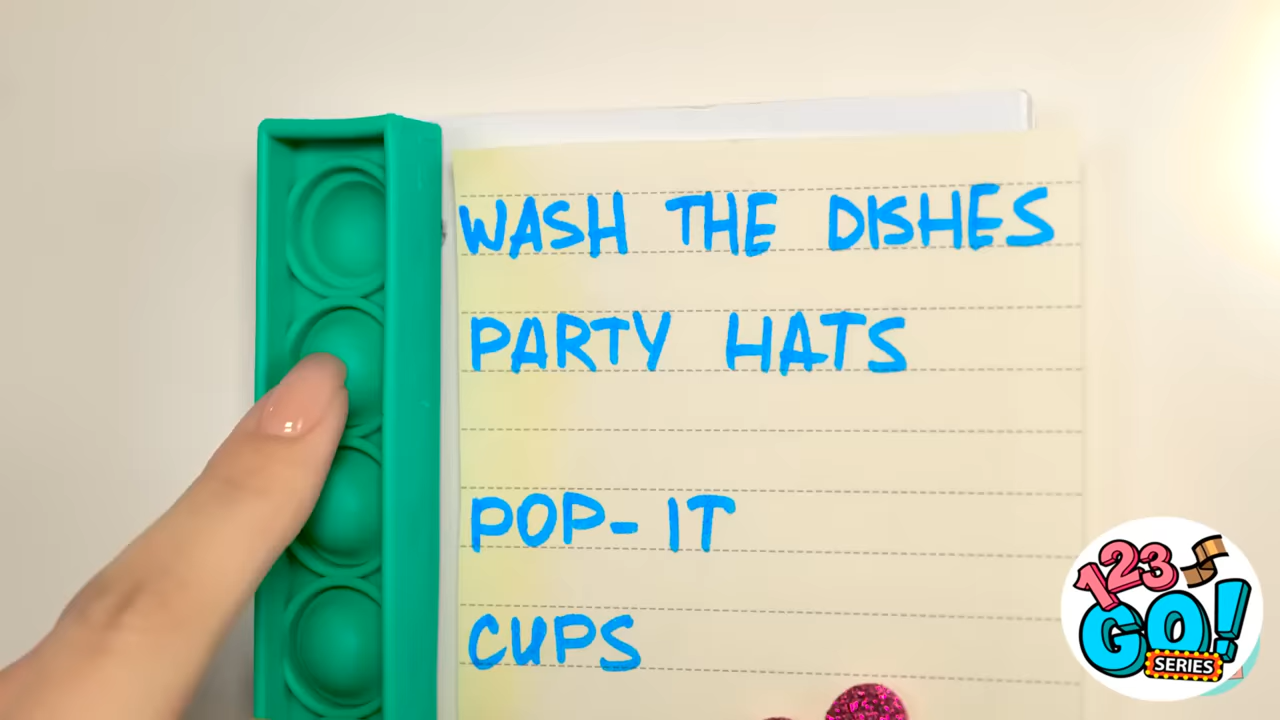 WASH THE DISHES
PARTY HATS
POP-IT
CUPS
123
GO!
SERIES